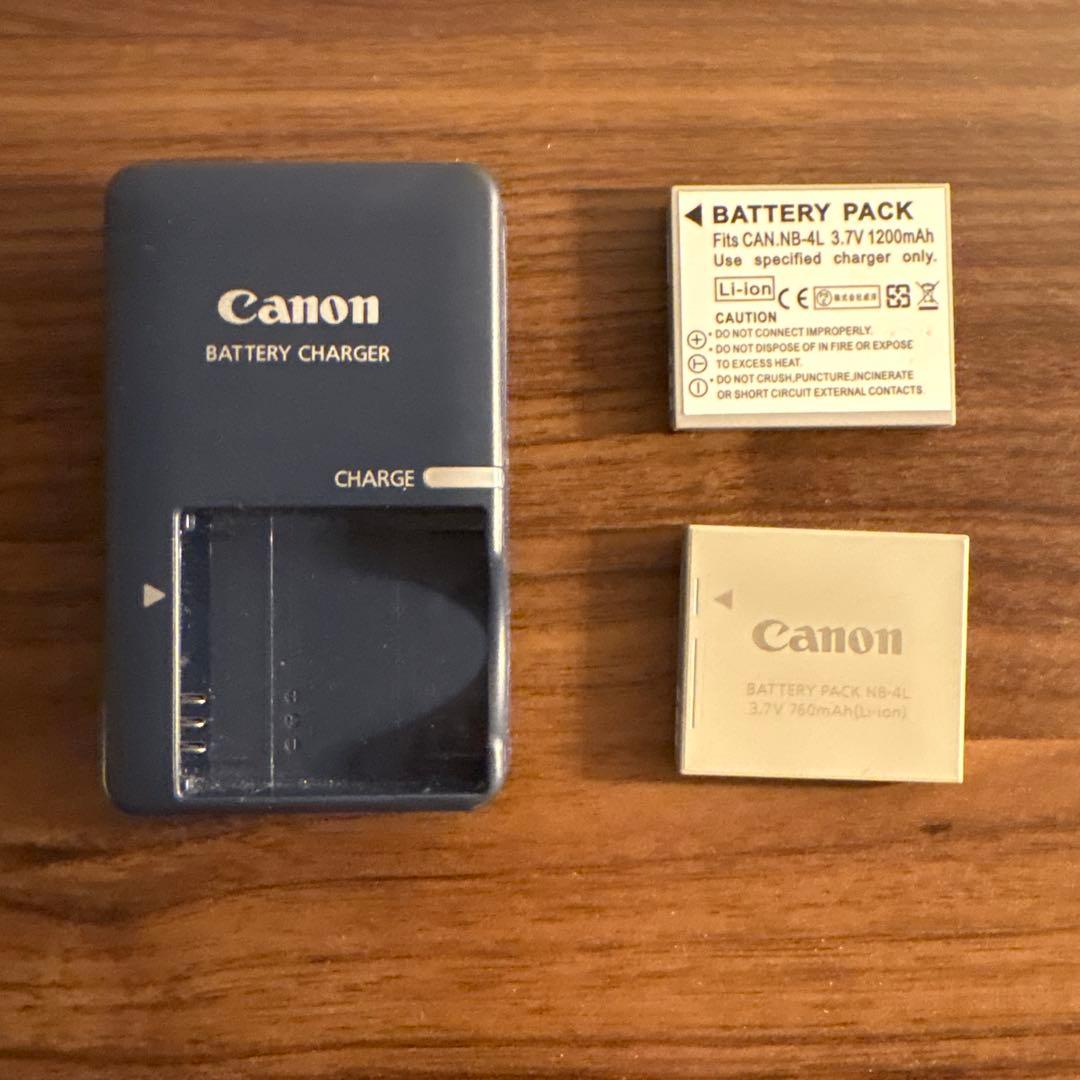 Canon
BATTERY CHARGER
CHARGE
BATTERY PACK
Fits CAN.NB-4L 3.7V 1200mAh
Use specified charger only.
Li-ion CE
CAUTION
• DO NOT CONNECT IMPROPERLY.
• DO NOT DISPOSE OF IN FIRE OR EXPOSE
TO EXCESS HEAT.
• DO NOT CRUSH,PUNCTURE,INCINERATE
OR SHORT CIRCUIT EXTERNAL CONTACTS.
Canon
BATTERY PACK NB-4L
3.7V 760mAh(Li-ion)